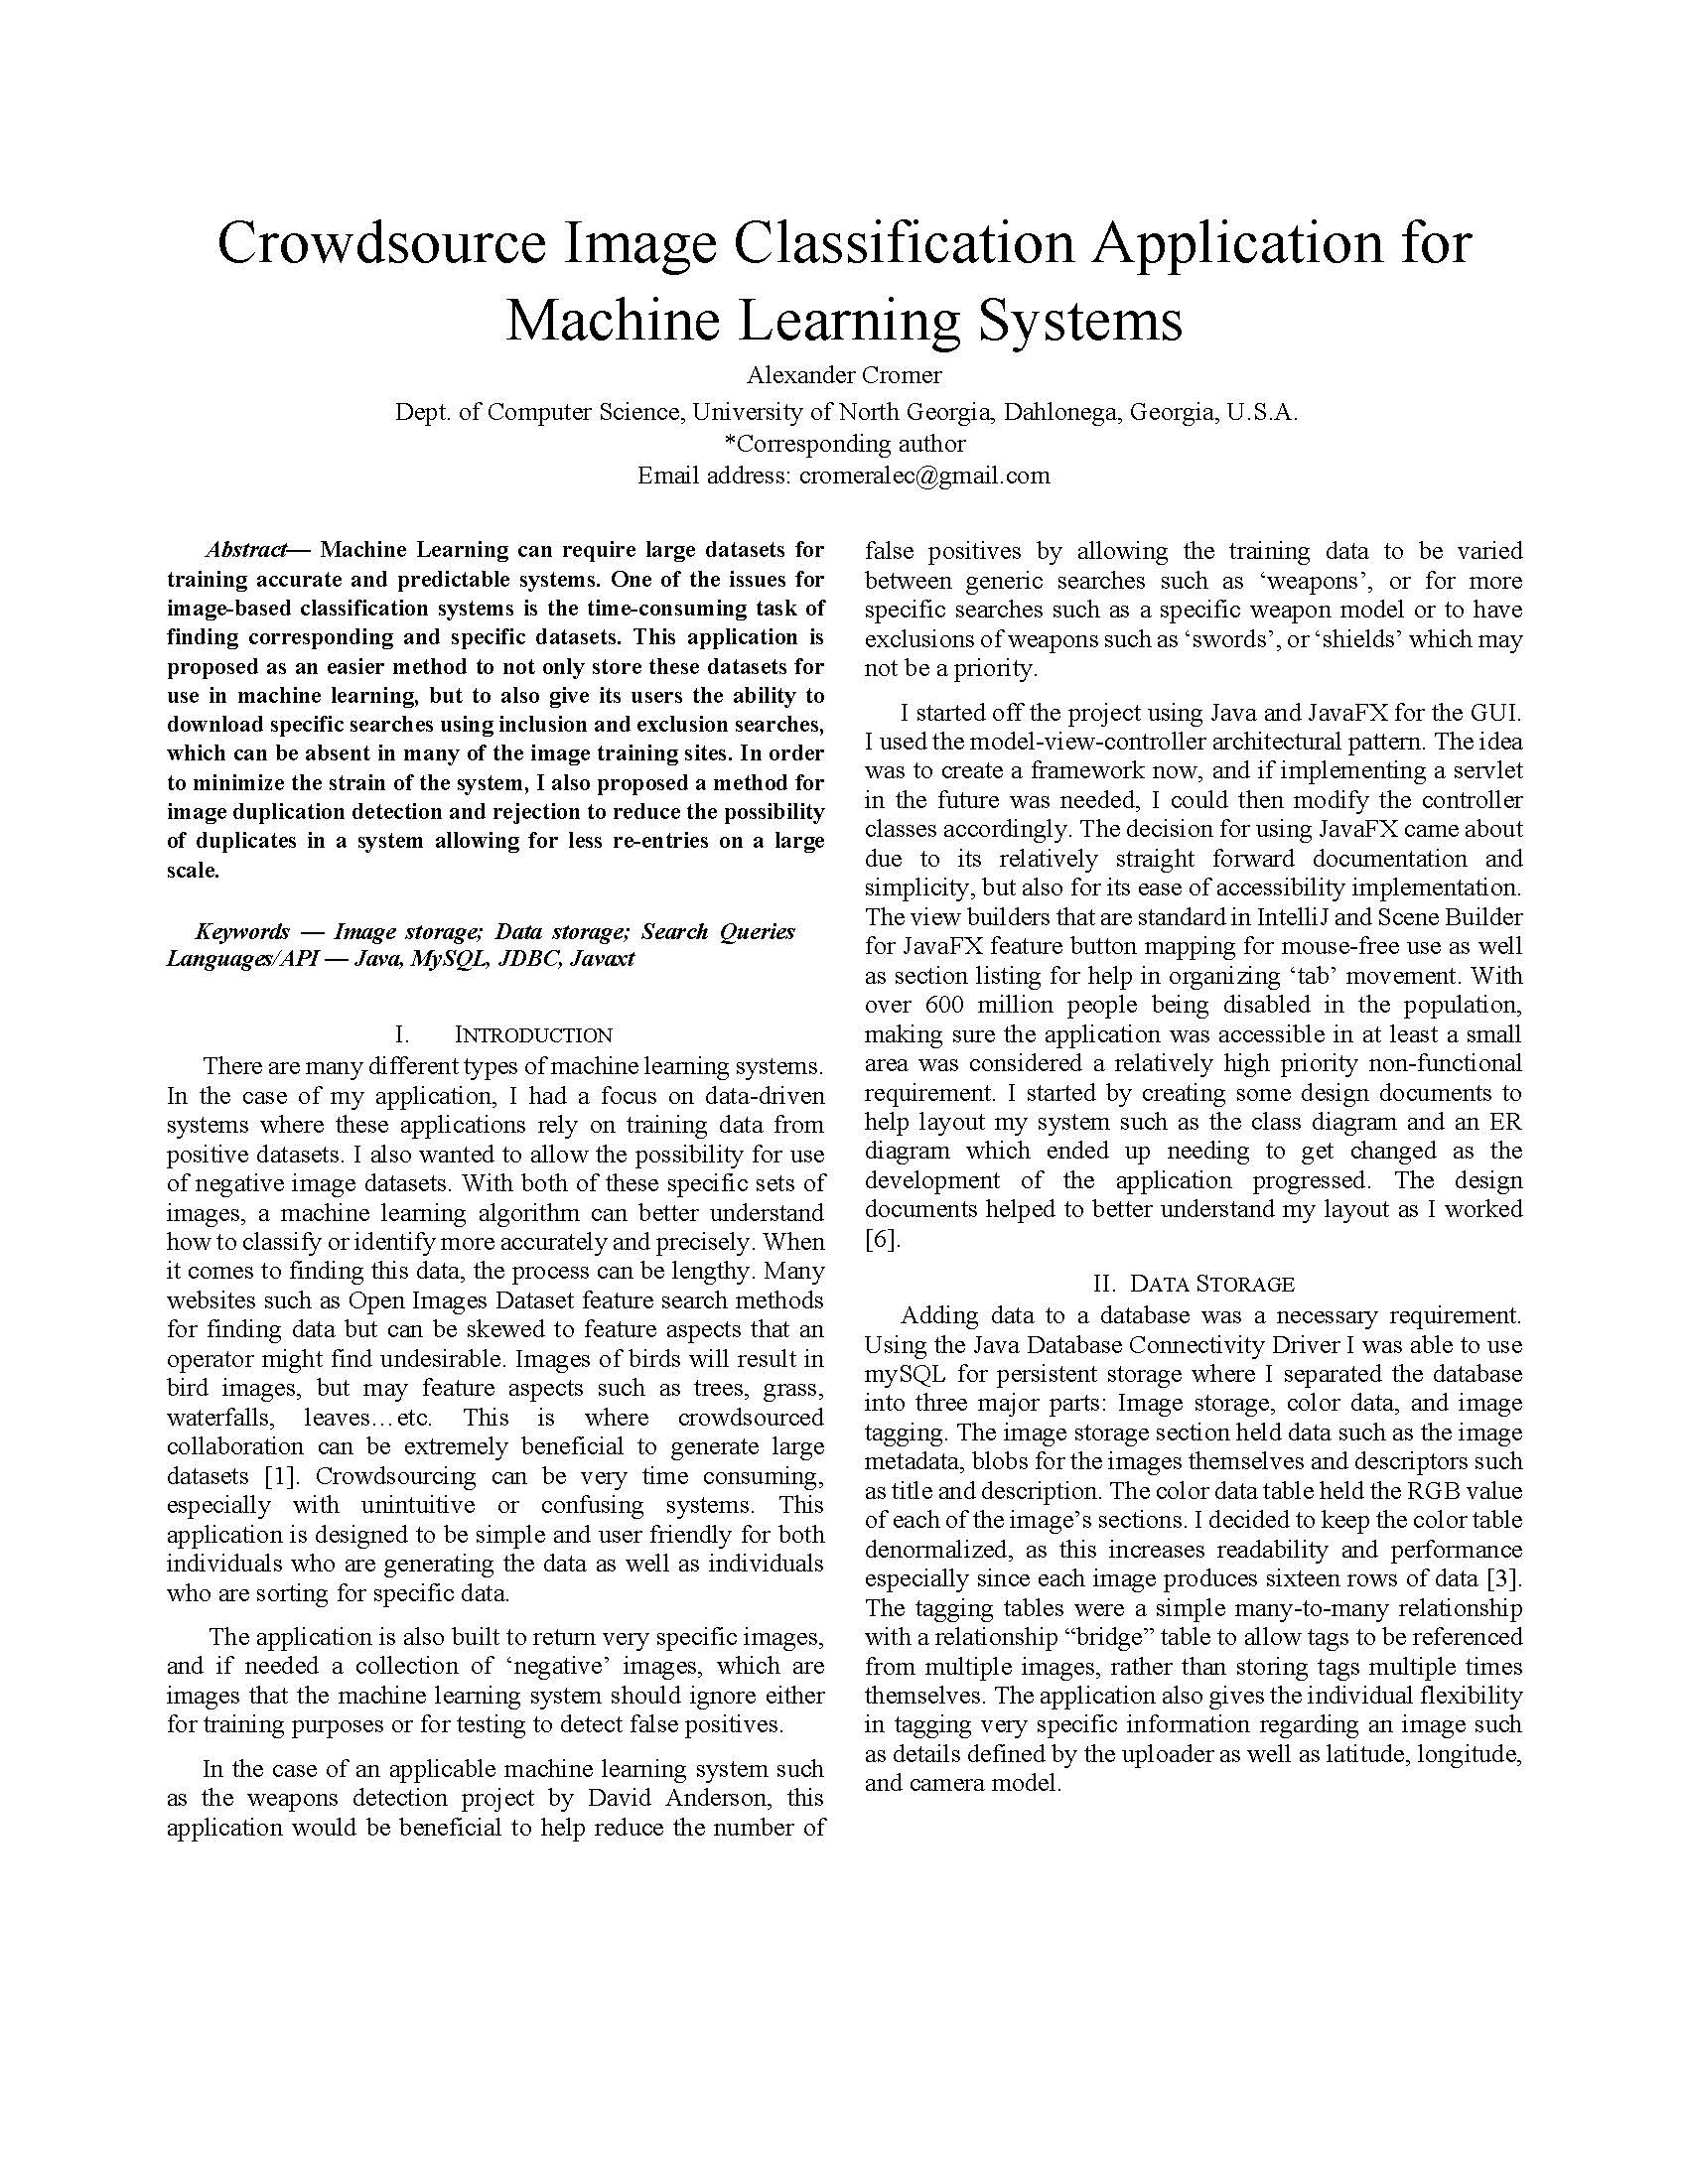 Crowdsource Image Classification Application for
Machine Learning Systems
Alexander Cromer
Dept. of Computer Science, University of North Georgia, Dahlonega, Georgia, U.S.A.
*Corresponding author
Email address: cromeralec@gmail.com
Abstract— Machine Learning can require large datasets for
training accurate and predictable systems. One of the issues for
image-based classification systems is the time-consuming task of
finding corresponding and specific datasets. This application is
proposed as an easier method to not only store these datasets for
use in machine learning, but to also give its users the ability to
download specific searches using inclusion and exclusion searches,
which can be absent in many of the image training sites. In order
to minimize the strain of the system, I also proposed a method for
image duplication detection and rejection to reduce the possibility
of duplicates in a system allowing for less re-entries on a large
scale.
Keywords — Image storage; Data storage; Search Queries
Languages/API — Java, MySQL, JDBC, Javaxt
I. INTRODUCTION
There are many different types of machine learning systems.
In the case of my application, I had a focus on data-driven
systems where these applications rely on training data from
positive datasets. I also wanted to allow the possibility for use
of negative image datasets. With both of these specific sets of
images, a machine learning algorithm can better understand
how to classify or identify more accurately and precisely. When
it comes to finding this data, the process can be lengthy. Many
websites such as Open Images Dataset feature search methods
for finding data but can be skewed to feature aspects that an
operator might find undesirable. Images of birds will result in
bird images, but may feature aspects such as trees, grass,
waterfalls, leaves…etc. This is where crowdsourced
collaboration can be extremely beneficial to generate large
datasets [1]. Crowdsourcing can be very time consuming,
especially with unintuitive or confusing systems. This
application is designed to be simple and user friendly for both
individuals who are generating the data as well as individuals
who are sorting for specific data.
The application is also built to return very specific images,
and if needed a collection of ‘negative’ images, which are
images that the machine learning system should ignore either
for training purposes or for testing to detect false positives.
In the case of an applicable machine learning system such
as the weapons detection project by David Anderson, this
application would be beneficial to help reduce the number of
false positives by allowing the training data to be varied
between generic searches such as ‘weapons’, or for more
specific searches such as a specific weapon model or to have
exclusions of weapons such as ‘swords’, or ‘shields’ which may
not be a priority.
I started off the project using Java and JavaFX for the GUI.
I used the model-view-controller architectural pattern. The idea
was to create a framework now, and if implementing a servlet
in the future was needed, I could then modify the controller
classes accordingly. The decision for using JavaFX came about
due to its relatively straight forward documentation and
simplicity, but also for its ease of accessibility implementation.
The view builders that are standard in IntelliJ and Scene Builder
for JavaFX feature button mapping for mouse-free use as well
as section listing for help in organizing ‘tab’ movement. With
over 600 million people being disabled in the population,
making sure the application was accessible in at least a small
area was considered a relatively high priority non-functional
requirement. I started by creating some design documents to
help layout my system such as the class diagram and an ER
diagram which ended up needing to get changed as the
development of the application progressed. The design
documents helped to better understand my layout as I worked
[6].
II. DATA STORAGE
Adding data to a database was a necessary requirement.
Using the Java Database Connectivity Driver I was able to use
mySQL for persistent storage where I separated the database
into three major parts: Image storage, color data, and image
tagging. The image storage section held data such as the image
metadata, blobs for the images themselves and descriptors such
as title and description. The color data table held the RGB value
of each of the image’s sections. I decided to keep the color table
denormalized, as this increases readability and performance
especially since each image produces sixteen rows of data [3].
The tagging tables were a simple many-to-many relationship
with a relationship “bridge” table to allow tags to be referenced
from multiple images, rather than storing tags multiple times
themselves. The application also gives the individual flexibility
in tagging very specific information regarding an image such
as details defined by the uploader as well as latitude, longitude,
and camera model.